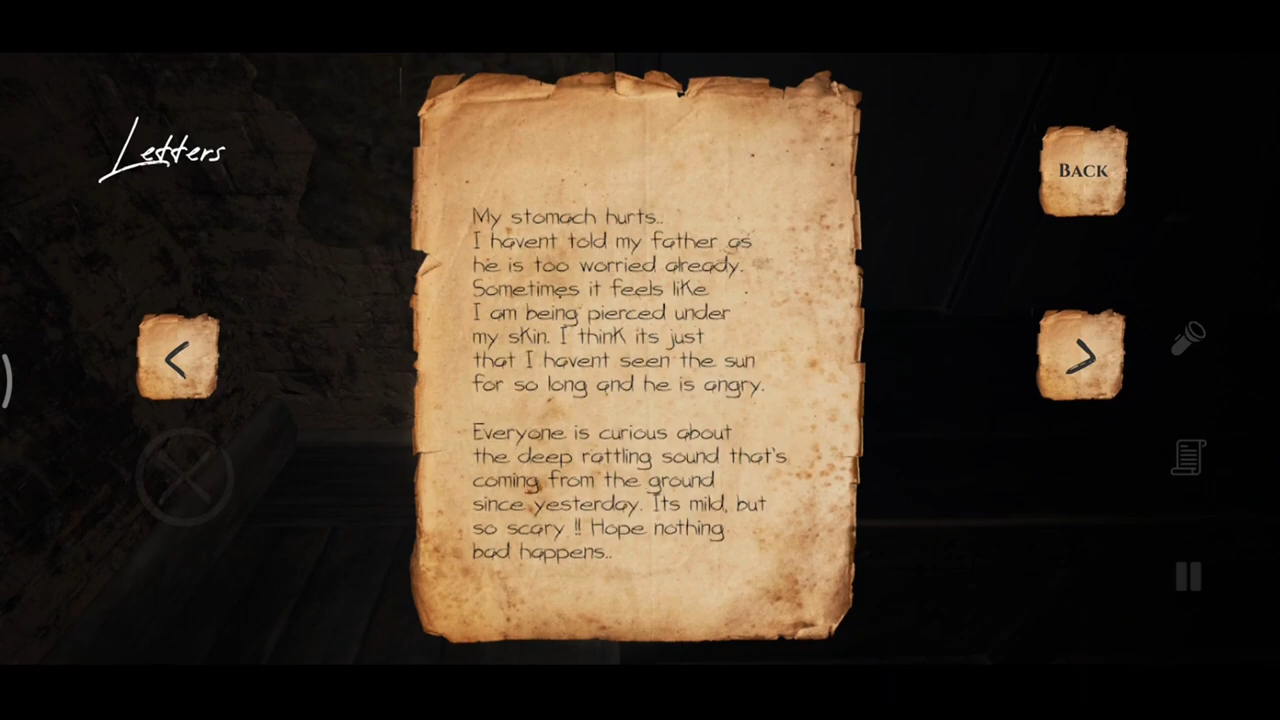 Letters
BACK
My stomach hurts..
I havent told my father as
he is too worried already.
Sometimes it feels like
I am being pierced under
my skin. I think its just
that I havent seen the sun
for so long and he is angry.
Everyone is curious about
the deep rattling sound that's
coming from the ground
since yesterday. Its mild, but
so scary !! Hope nothing
bad happens..